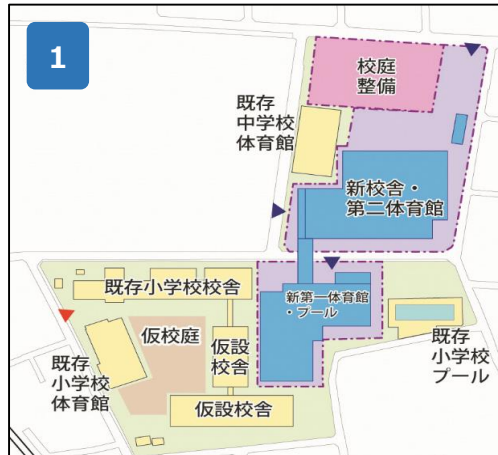 1
校庭
整備
既存
中学校
体育館
新校舎・
第二体育館
既存小学校校舎
新第一体育館
・プール
仮校庭
仮設
校舎
既存
小学校
体育館
仮設校舎
既存
小学校
プール